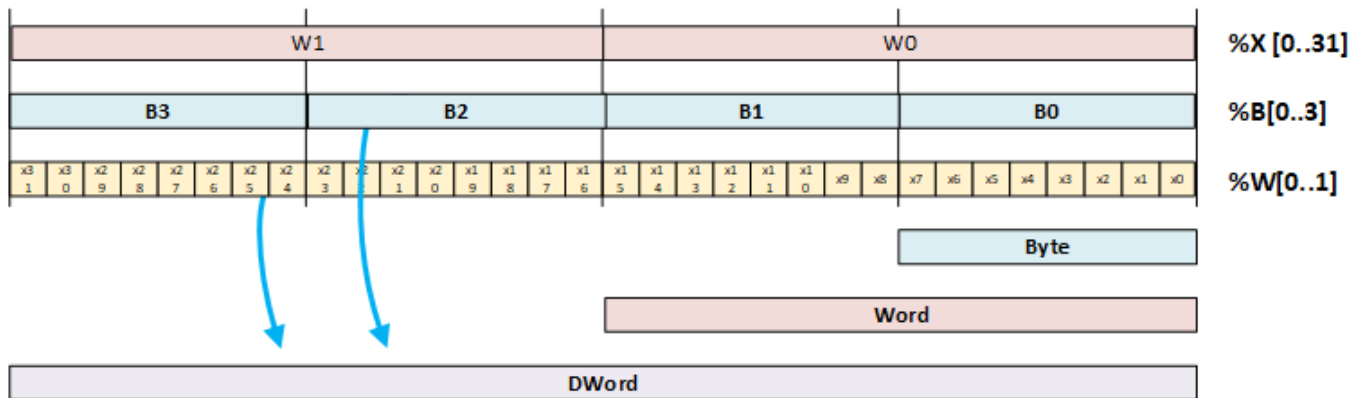 W1 W0 %X [0..31]
B3 B2 B1 B0 %B[0..3]
x31 x30 x29 x28 x27 x26 x25 x24 x23 x21 x20 x19 x18 x17 x16 x15 x14 x13 x12 x11 x10 x9 x8 x7 x6 x5 x4 x3 x2 x1 x0 %W[0..1]
Byte
Word
DWord